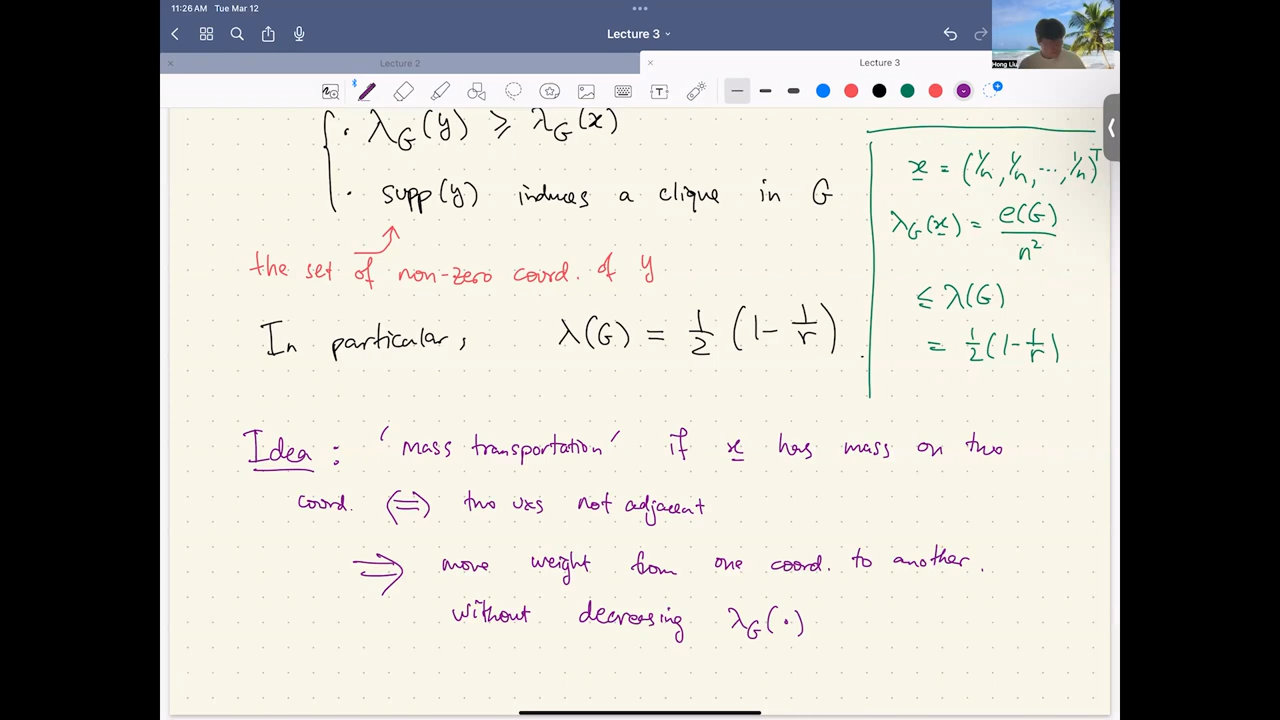 11:26 AM Tue Mar 12
Lecture 3
Lecture 2
Lecture 3
Hong Liu
· λ_G(y) ≥ λ_G(x)
· supp(y) induces a clique in G
the set of non-zero coord. of y
In particular, λ(G) = 1/2 (1 - 1/r).
x = (1/n, 1/n, ..., 1/n)^T
λ_G(x) = e(G)/n²
≤ λ(G)
= 1/2 (1 - 1/r)
Idea: 'mass transportation' if x has mass on two
coord. (⇔) two vxs not adjacent
⇒ move weight from one coord. to another.
without decreasing λ_G(·)